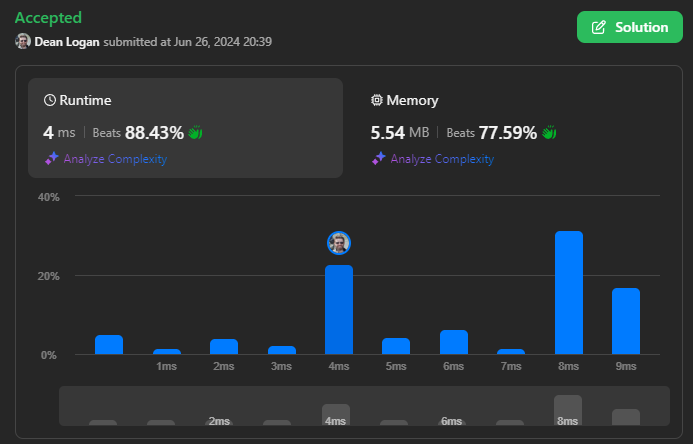 Accepted
Dean Logan submitted at Jun 26, 2024 20:39
Solution
Runtime
4 ms Beats 88.43%
Analyze Complexity
Memory
5.54 MB Beats 77.59%
Analyze Complexity
40%
20%
0%
1ms 2ms 3ms 4ms 5ms 6ms 7ms 8ms 9ms
2ms 4ms 6ms 8ms